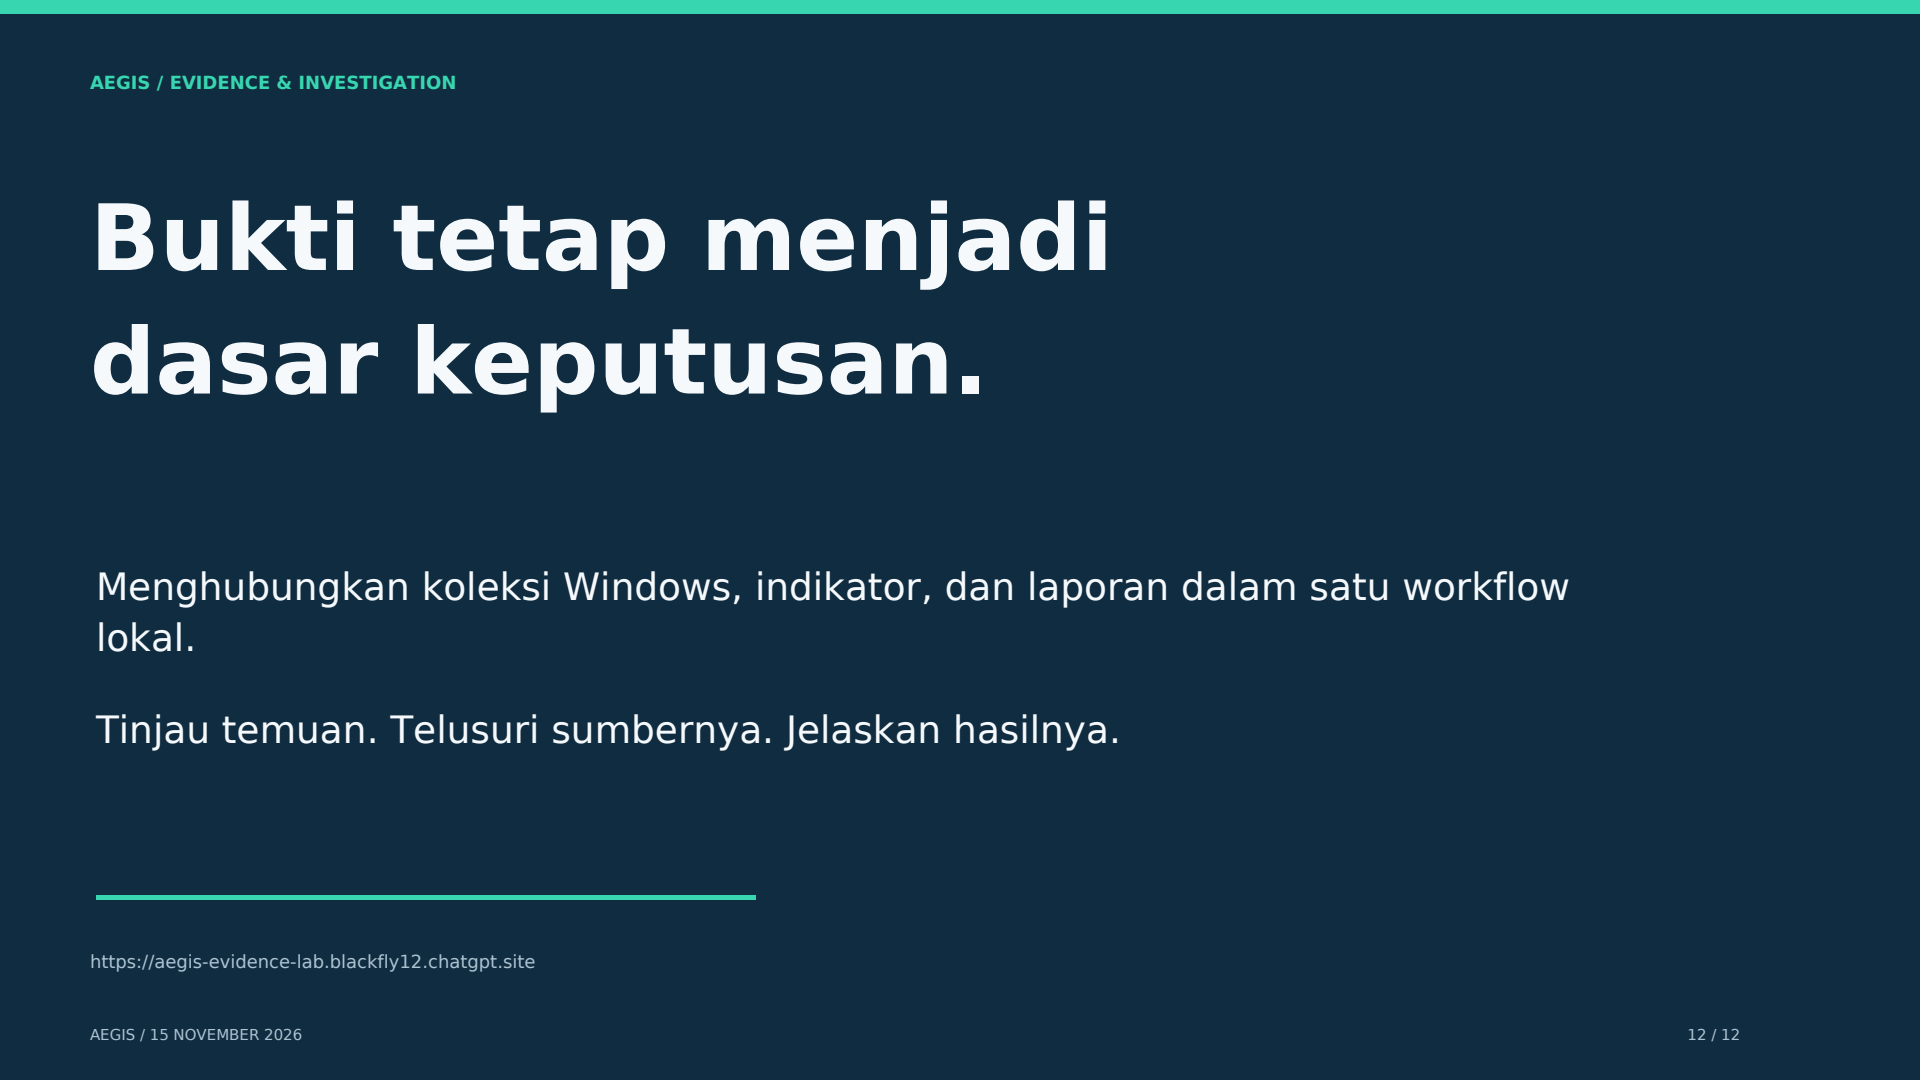 AEGIS / EVIDENCE & INVESTIGATION
Bukti tetap menjadi
dasar keputusan.
Menghubungkan koleksi Windows, indikator, dan laporan dalam satu workflow
lokal.
Tinjau temuan. Telusuri sumbernya. Jelaskan hasilnya.
https://aegis-evidence-lab.blackfly12.chatgpt.site
AEGIS / 15 NOVEMBER 2026
12 / 12